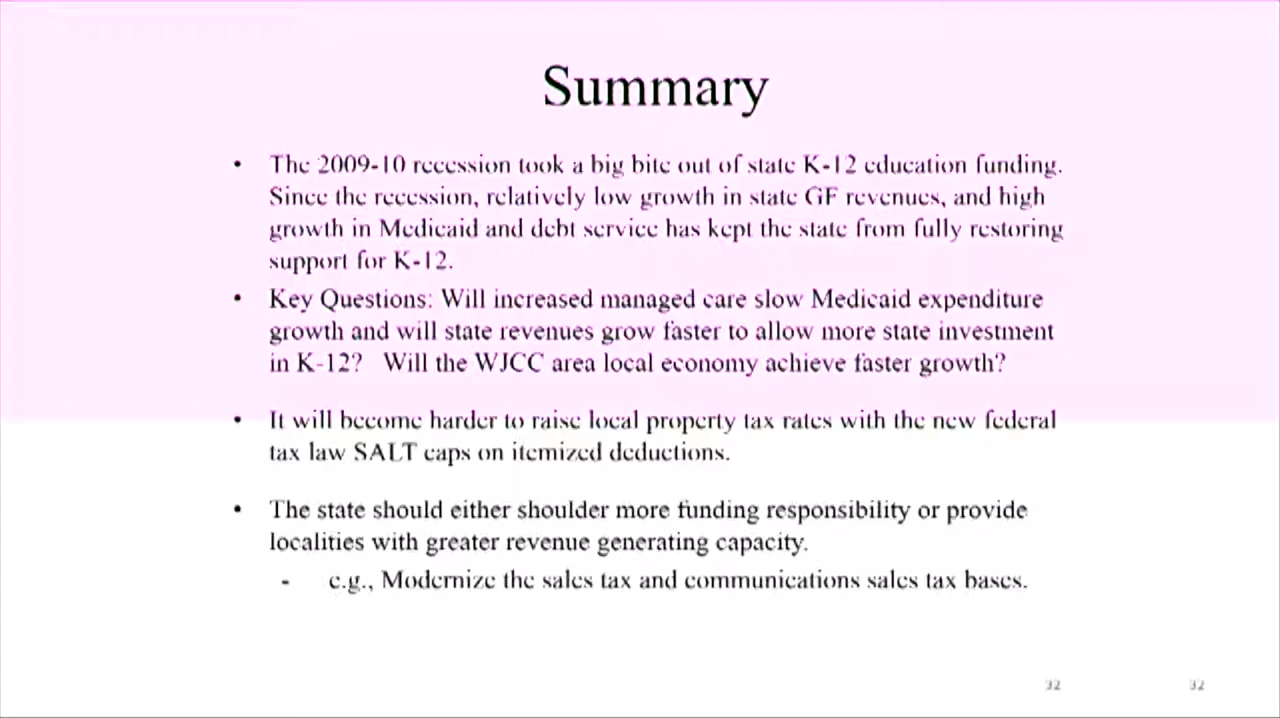 Summary
• The 2009-10 recession took a big bite out of state K-12 education funding.
Since the recession, relatively low growth in state GF revenues, and high
growth in Medicaid and debt service has kept the state from fully restoring
support for K-12.
• Key Questions: Will increased managed care slow Medicaid expenditure
growth and will state revenues grow faster to allow more state investment
in K-12? Will the WJCC area local economy achieve faster growth?
• It will become harder to raise local property tax rates with the new federal
tax law SALT caps on itemized deductions.
• The state should either shoulder more funding responsibility or provide
localities with greater revenue generating capacity.
- e.g., Modernize the sales tax and communications sales tax bases.
32 32